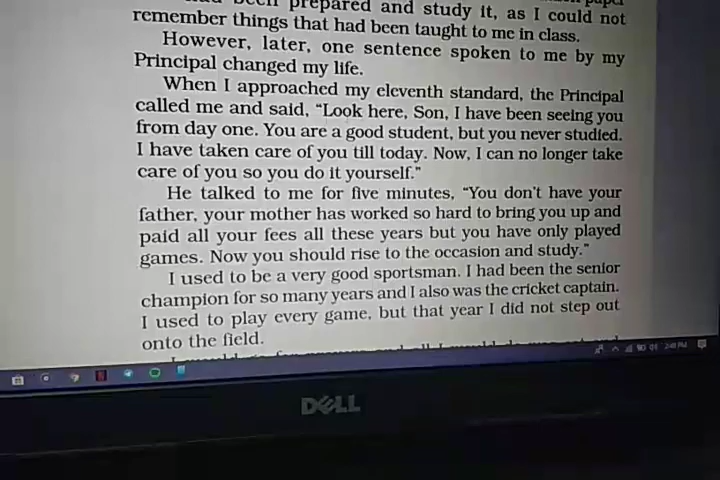 prepared and study it, as I could not
remember things that had been taught to me in class.
However, later, one sentence spoken to me by my
Principal changed my life.
When I approached my eleventh standard, the Principal
called me and said, “Look here, Son, I have been seeing you
from day one. You are a good student, but you never studied.
I have taken care of you till today. Now, I can no longer take
care of you so you do it yourself.”
He talked to me for five minutes, “You don’t have your
father, your mother has worked so hard to bring you up and
paid all your fees all these years but you have only played
games. Now you should rise to the occasion and study.”
I used to be a very good sportsman. I had been the senior
champion for so many years and I also was the cricket captain.
I used to play every game, but that year I did not step out
onto the field.
DELL